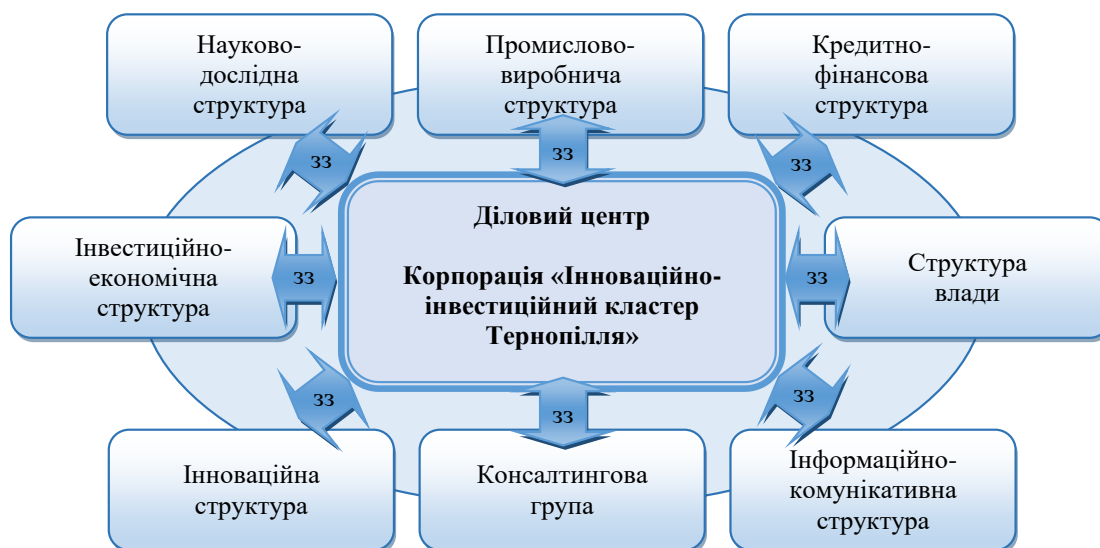 Науково-
дослідна
структура
Промислово-
виробнича
структура
Кредитно-
фінансова
структура
зз
зз
зз
Інвестиційно-
економічна
структура
зз
Діловий центр
Корпорація «Інноваційно-
інвестиційний кластер
Тернопілля»
зз
Структура
влади
зз
зз
зз
Інноваційна
структура
Консалтингова
група
Інформаційно-
комунікативна
структура